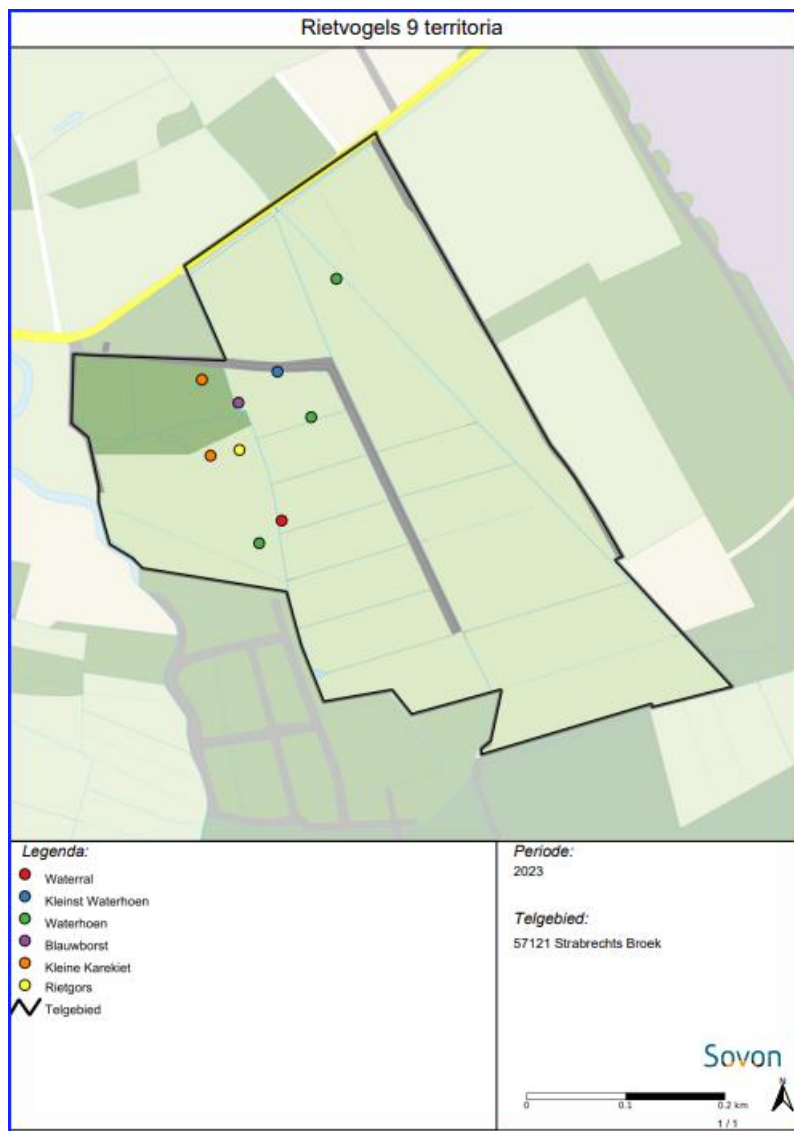 Rietvogels 9 territoria
Legenda:
Waterral
Kleinst Waterhoen
Waterhoen
Blauwborst
Kleine Karekiet
Rietgors
Telgebied
Periode:
2023
Telgebied:
57121 Strabrechts Broek
Sovon
N
0 0.1 0.2 km
1 / 1